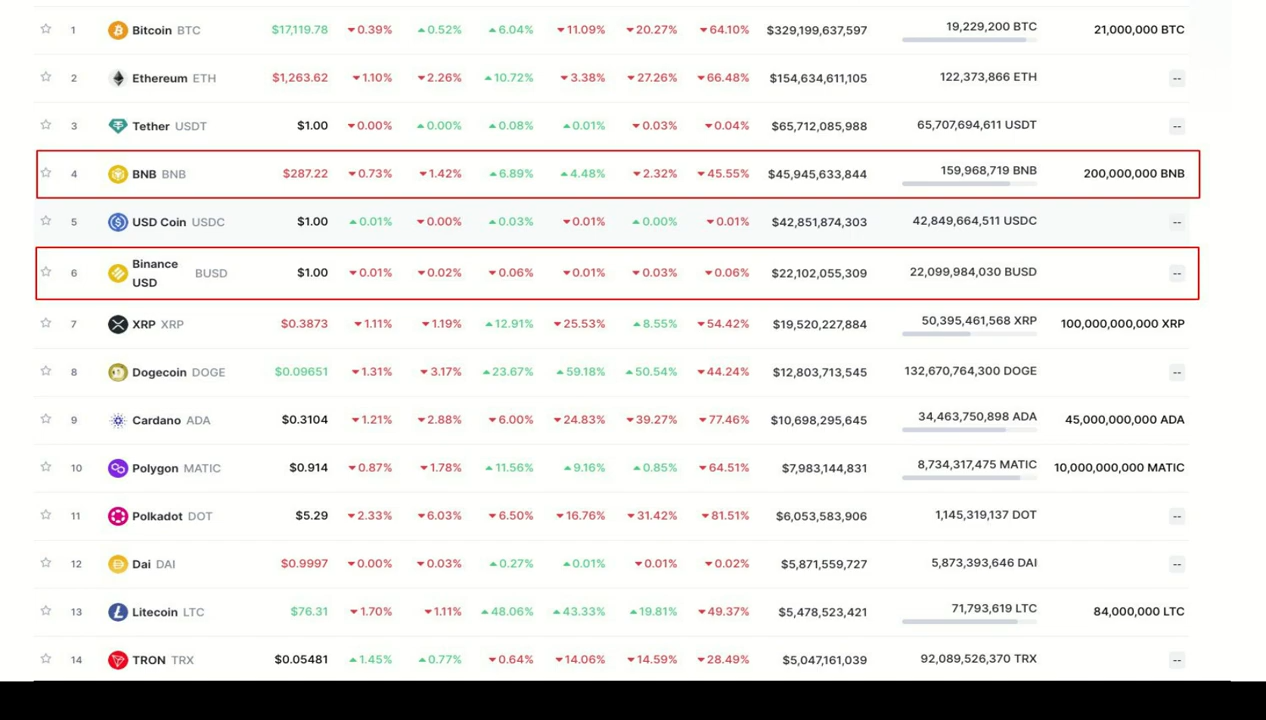 1 Bitcoin BTC $17,119.78 0.39% 0.52% 6.04% 11.09% 20.27% 64.10% $329,199,637,597 19,229,200 BTC 21,000,000 BTC
2 Ethereum ETH $1,263.62 1.10% 2.26% 10.72% 3.38% 27.26% 66.48% $154,634,611,105 122,373,866 ETH --
3 Tether USDT $1.00 0.00% 0.00% 0.08% 0.01% 0.03% 0.04% $65,712,085,988 65,707,694,611 USDT --
4 BNB BNB $287.22 0.73% 1.42% 6.89% 4.48% 2.32% 45.55% $45,945,633,844 159,968,719 BNB 200,000,000 BNB
5 USD Coin USDC $1.00 0.01% 0.00% 0.03% 0.01% 0.00% 0.01% $42,851,874,303 42,849,664,511 USDC --
6 Binance USD BUSD $1.00 0.01% 0.02% 0.06% 0.01% 0.03% 0.06% $22,102,055,309 22,099,984,030 BUSD --
7 XRP XRP $0.3873 1.11% 1.19% 12.91% 25.53% 8.55% 54.42% $19,520,227,884 50,395,461,568 XRP 100,000,000,000 XRP
8 Dogecoin DOGE $0.09651 1.31% 3.17% 23.67% 59.18% 50.54% 44.24% $12,803,713,545 132,670,764,300 DOGE --
9 Cardano ADA $0.3104 1.21% 2.88% 6.00% 24.83% 39.27% 77.46% $10,698,295,645 34,463,750,898 ADA 45,000,000,000 ADA
10 Polygon MATIC $0.914 0.87% 1.78% 11.56% 9.16% 0.85% 64.51% $7,983,144,831 8,734,317,475 MATIC 10,000,000,000 MATIC
11 Polkadot DOT $5.29 2.33% 6.03% 6.50% 16.76% 31.42% 81.51% $6,053,583,906 1,145,319,137 DOT --
12 Dai DAI $0.9997 0.00% 0.03% 0.27% 0.01% 0.01% 0.02% $5,871,559,727 5,873,393,646 DAI --
13 Litecoin LTC $76.31 1.70% 1.11% 48.06% 43.33% 19.81% 49.37% $5,478,523,421 71,793,619 LTC 84,000,000 LTC
14 TRON TRX $0.05481 1.45% 0.77% 0.64% 14.06% 14.59% 28.49% $5,047,161,039 92,089,526,370 TRX --